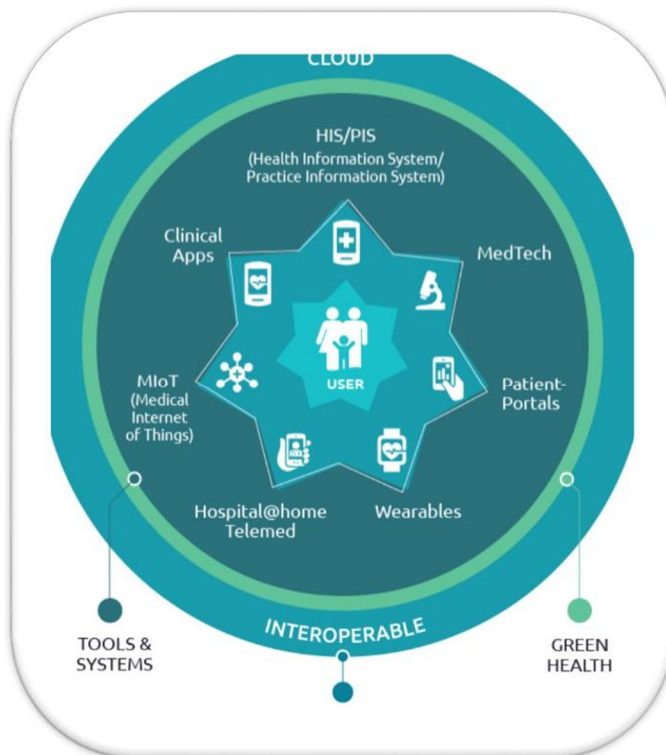 CLOUD
HIS/PIS
(Health Information System/
Practice Information System)
Clinical
Apps
MedTech
MIoT
(Medical
Internet
of Things)
USER
Patient-
Portals
Hospital@home
Telemed
Wearables
INTEROPERABLE
TOOLS &
SYSTEMS
GREEN
HEALTH